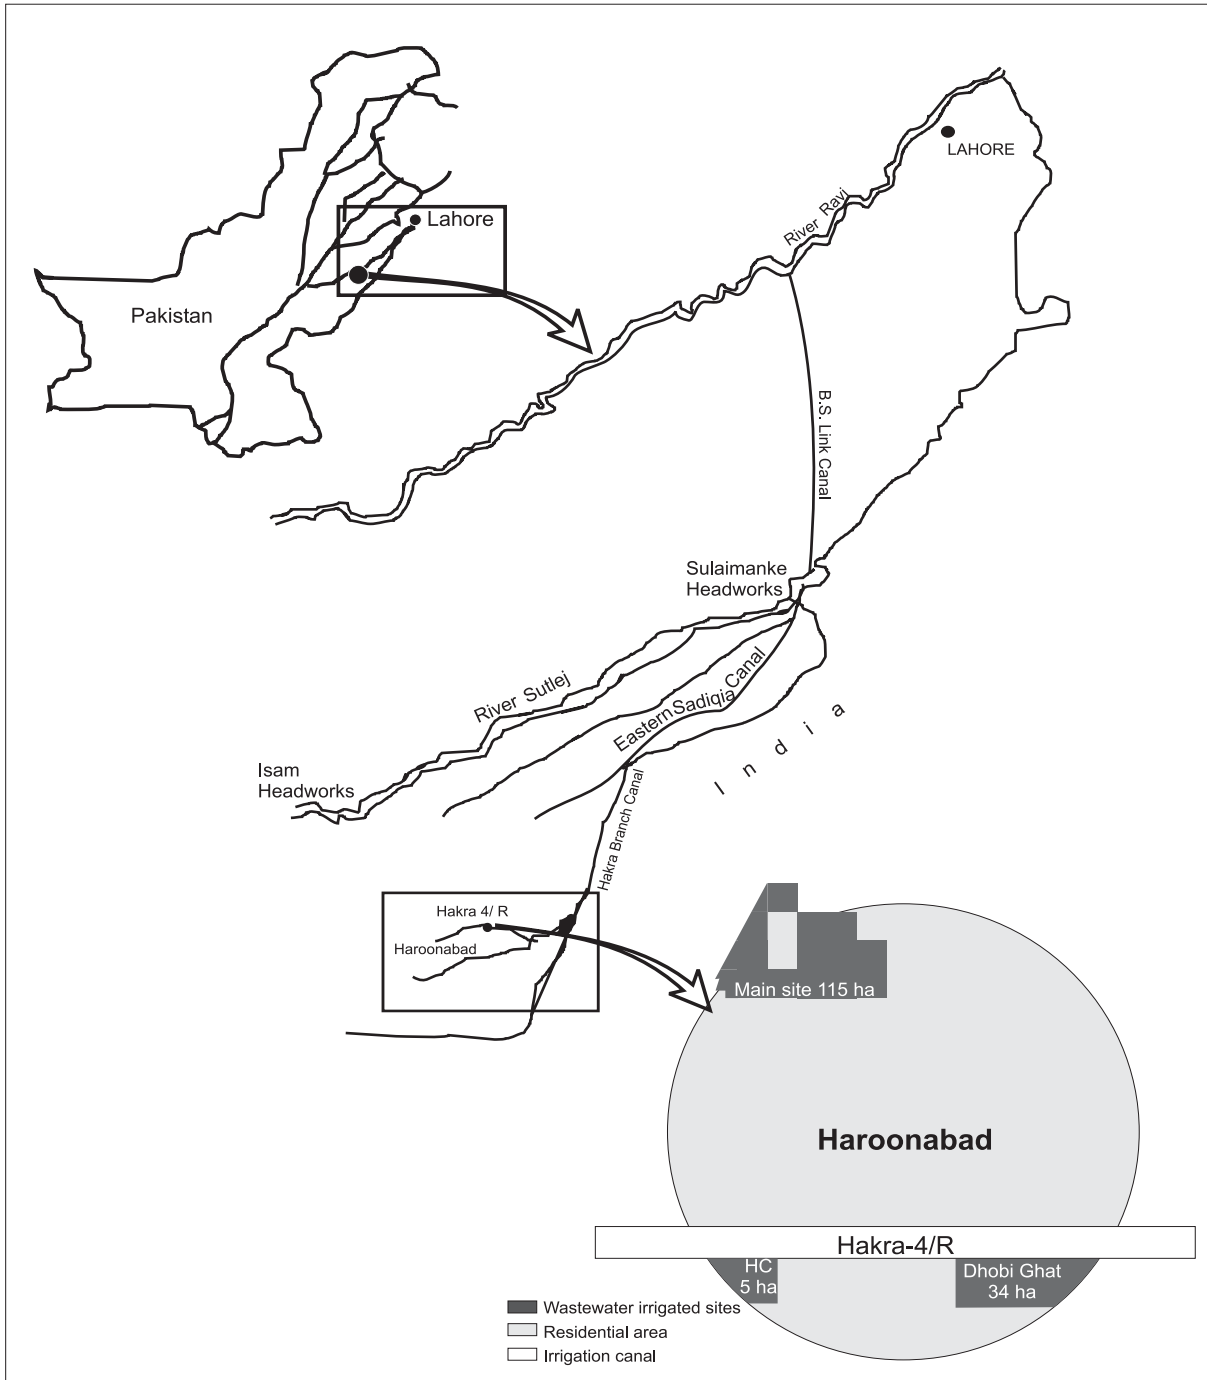 Lahore
Pakistan
LAHORE
River Ravi
B.S. Link Canal
Sulaimanke
Headworks
River Sutlej
Eastern Sadiqia Canal
India
Isam
Headworks
Hakra Branch Canal
Hakra 4/ R
Haroonabad
Main site 115 ha
Haroonabad
Hakra-4/R
HC
5 ha
Dhobi Ghat
34 ha
Wastewater irrigated sites
Residential area
Irrigation canal